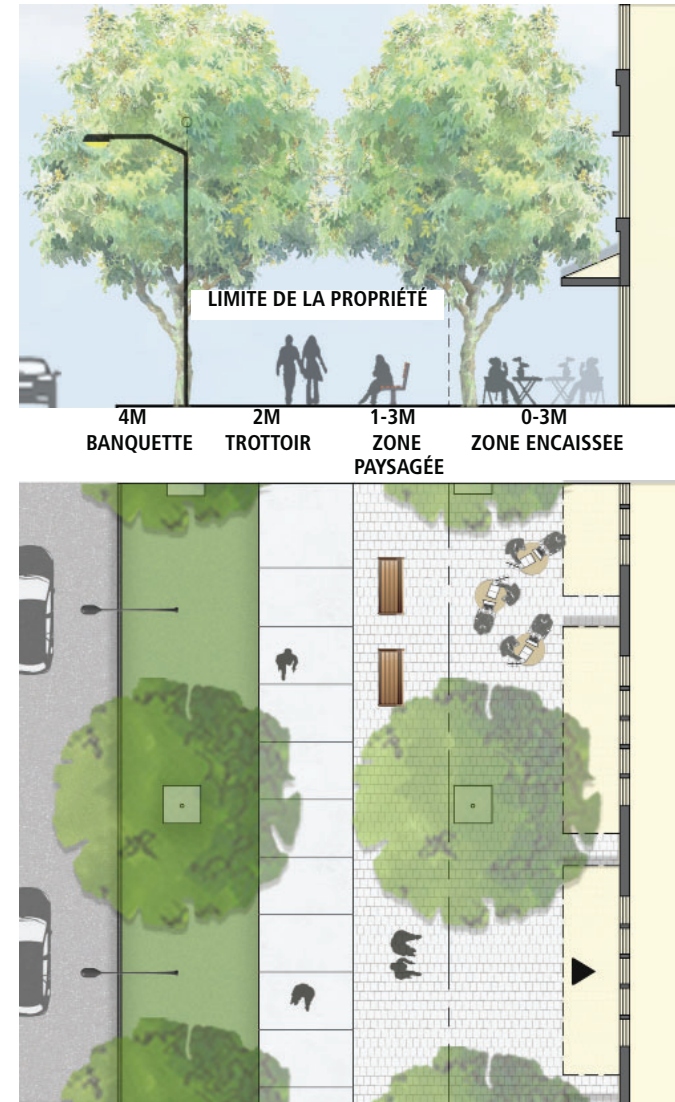 LIMITE DE LA PROPRIÉTÉ
4M 2M 1-3M 0-3M
BANQUETTE TROTTOIR ZONE ZONE ENCAISSEE
PAYSAGÉE